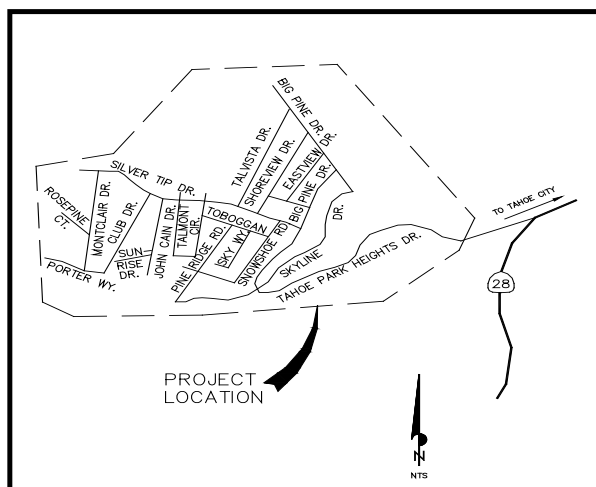 BIG PINE DR.
TALVISTA DR.
SHOREVIEW DR.
EASTVIEW DR.
BIG PINE DR.
SILVER TIP DR.
ROSEPINE
CT.
MONTCLAIR DR.
CLUB DR.
SUN
RISE
DR.
JOHN CAIN DR.
TALMONT
CIR.
TOBOGGAN
PINE RIDGE RD.
SKY WY.
SNOWSHOE RD
SKYLINE
DR.
PORTER WY.
TAHOE PARK HEIGHTS DR.
TO TAHOE CITY
28
PROJECT
LOCATION
N
NTS